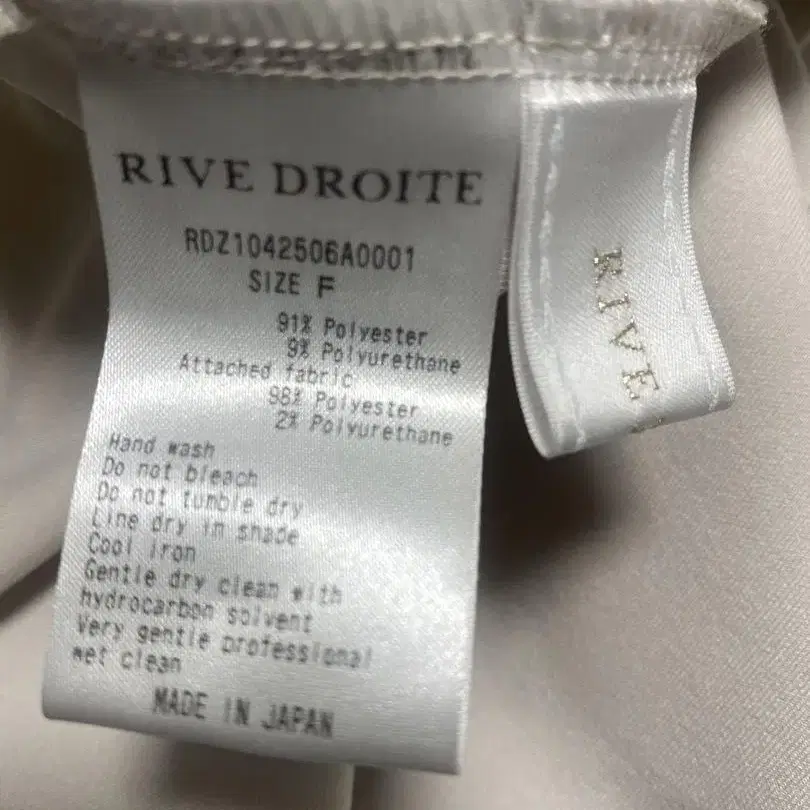 RIVE DROITE
RDZ1042506A0001
SIZE F
91% Polyester
9% Polyurethane
Attached fabric
98% Polyester
2% Polyurethane
Hand wash
Do not bleach
Do not tumble dry
Line dry in shade
Cool iron
Gentle dry clean with
hydrocarbon solvent
Very gentle professional
wet clean
MADE IN JAPAN
RIVE